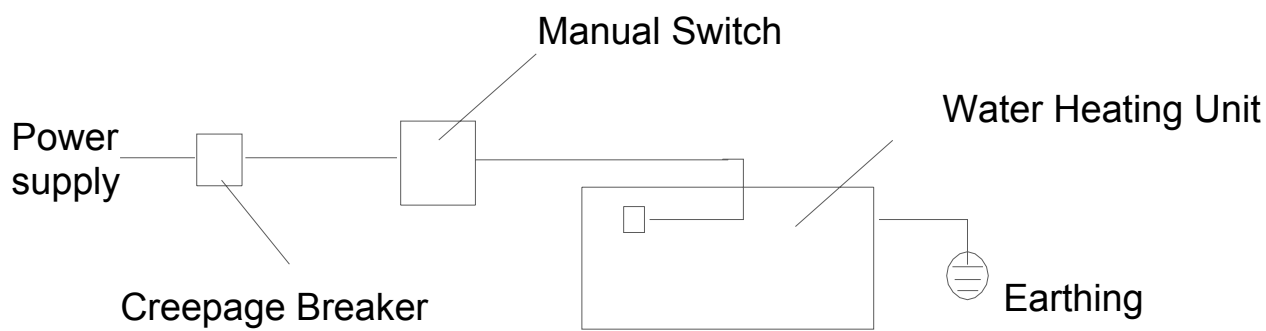 Manual Switch
Water Heating Unit
Power
supply
Creepage Breaker
Earthing